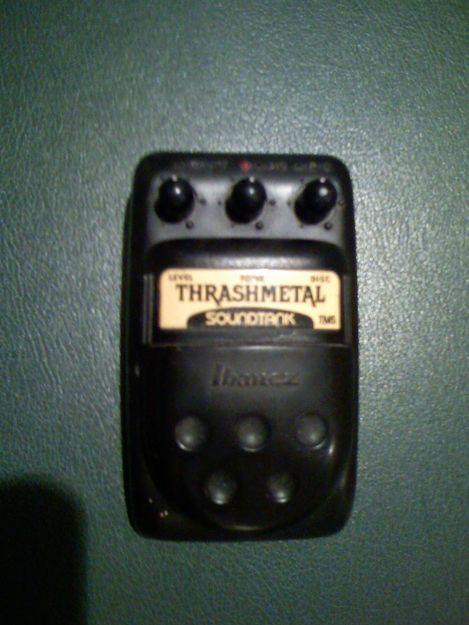 LEVEL TONE DIST.
THRASHMETAL
SOUNDTANK TM5
Ibanez